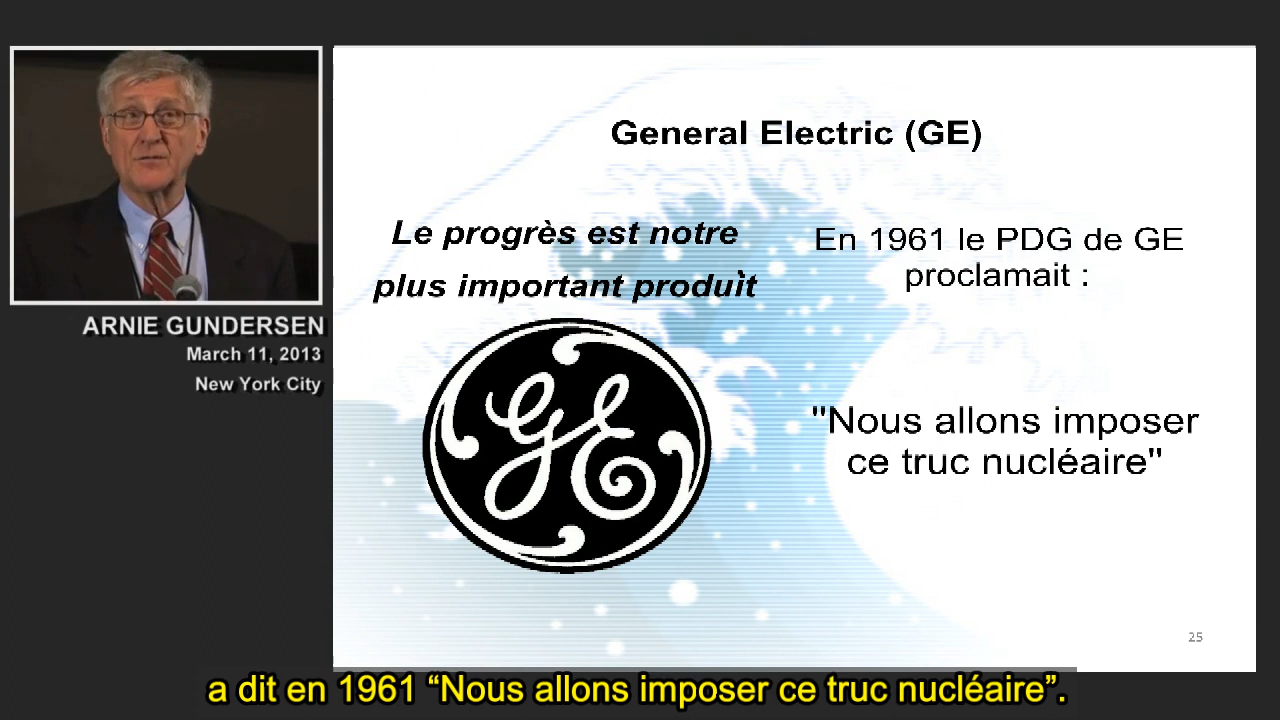 General Electric (GE)
Le progrès est notre
plus important produit
En 1961 le PDG de GE
proclamait :
GE
"Nous allons imposer
ce truc nucléaire"
ARNIE GUNDERSEN
March 11, 2013
New York City
25
a dit en 1961 “Nous allons imposer ce truc nucléaire”.